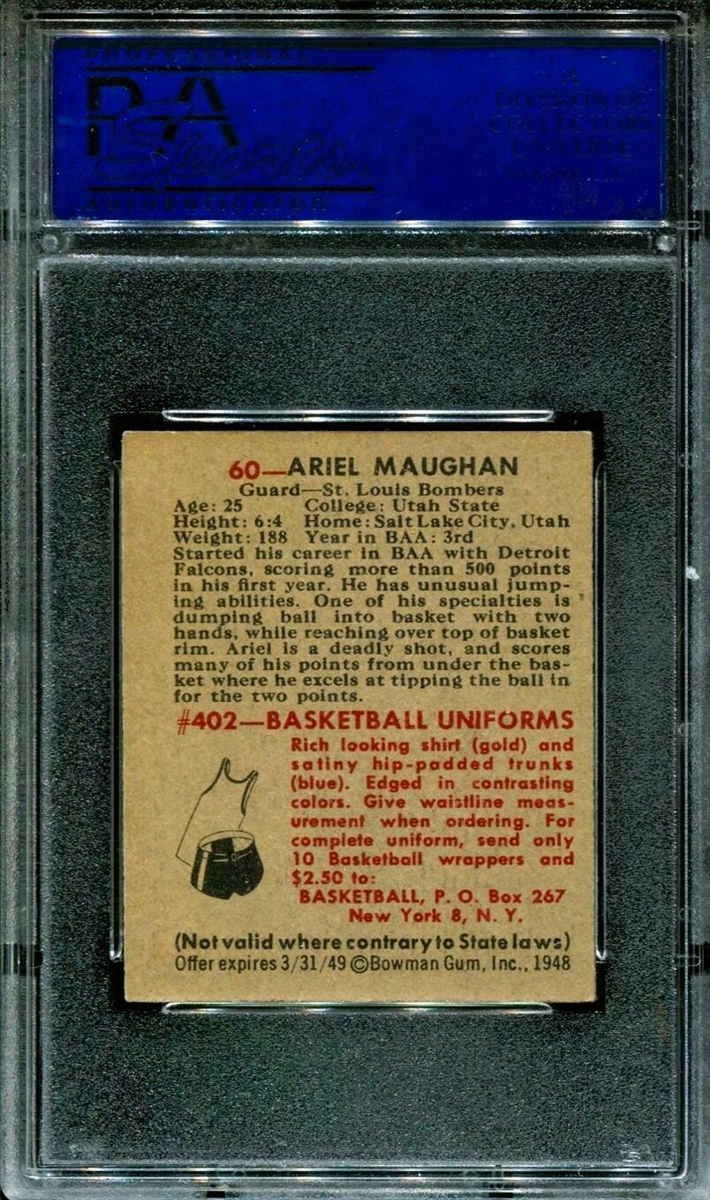 PROFESSIONAL
PSA
Sports
AUTHENTICATOR
A
DIVISION OF
COLLECTORS
UNIVERSE
60—ARIEL MAUGHAN
Guard—St. Louis Bombers
Age: 25 College: Utah State
Height: 6:4 Home: Salt Lake City, Utah
Weight: 188 Year in BAA: 3rd
Started his career in BAA with Detroit
Falcons, scoring more than 500 points
in his first year. He has unusual jump-
ing abilities. One of his specialties is
dumping ball into basket with two
hands, while reaching over top of basket
rim. Ariel is a deadly shot, and scores
many of his points from under the bas-
ket where he excels at tipping the ball in
for the two points.
#402—BASKETBALL UNIFORMS
Rich looking shirt (gold) and
satiny hip-padded trunks
(blue). Edged in contrasting
colors. Give waistline meas-
urement when ordering. For
complete uniform, send only
10 Basketball wrappers and
$2.50 to:
BASKETBALL, P. O. Box 267
New York 8, N. Y.
(Not valid where contrary to State laws)
Offer expires 3/31/49 ©Bowman Gum, Inc., 1948